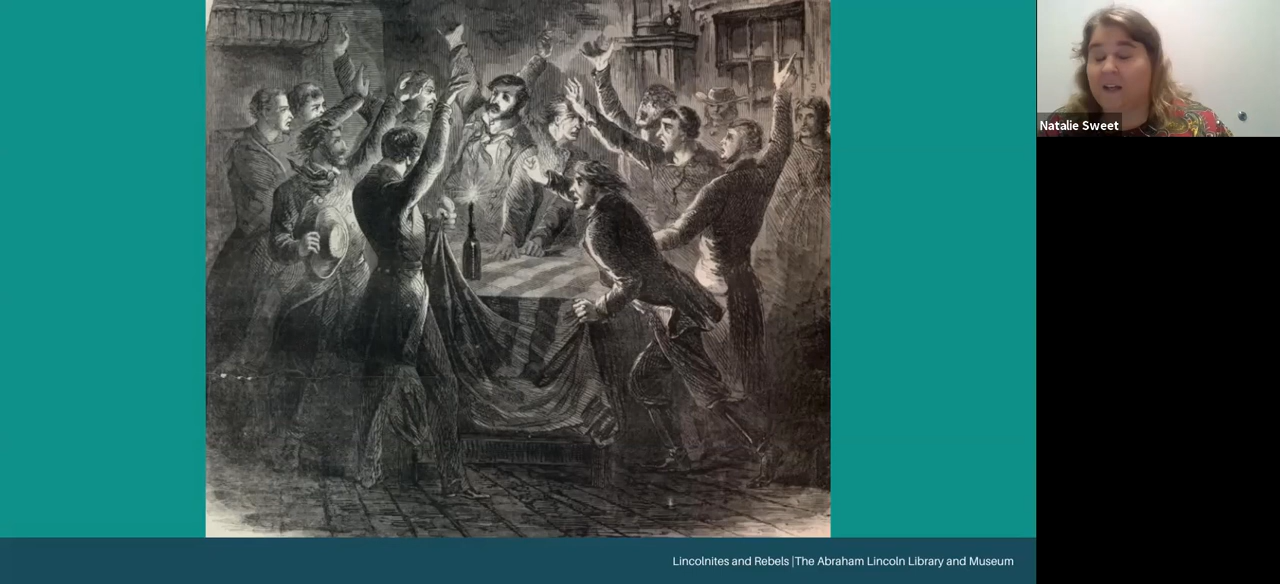 Natalie Sweet
Lincolnites and Rebels |The Abraham Lincoln Library and Museum